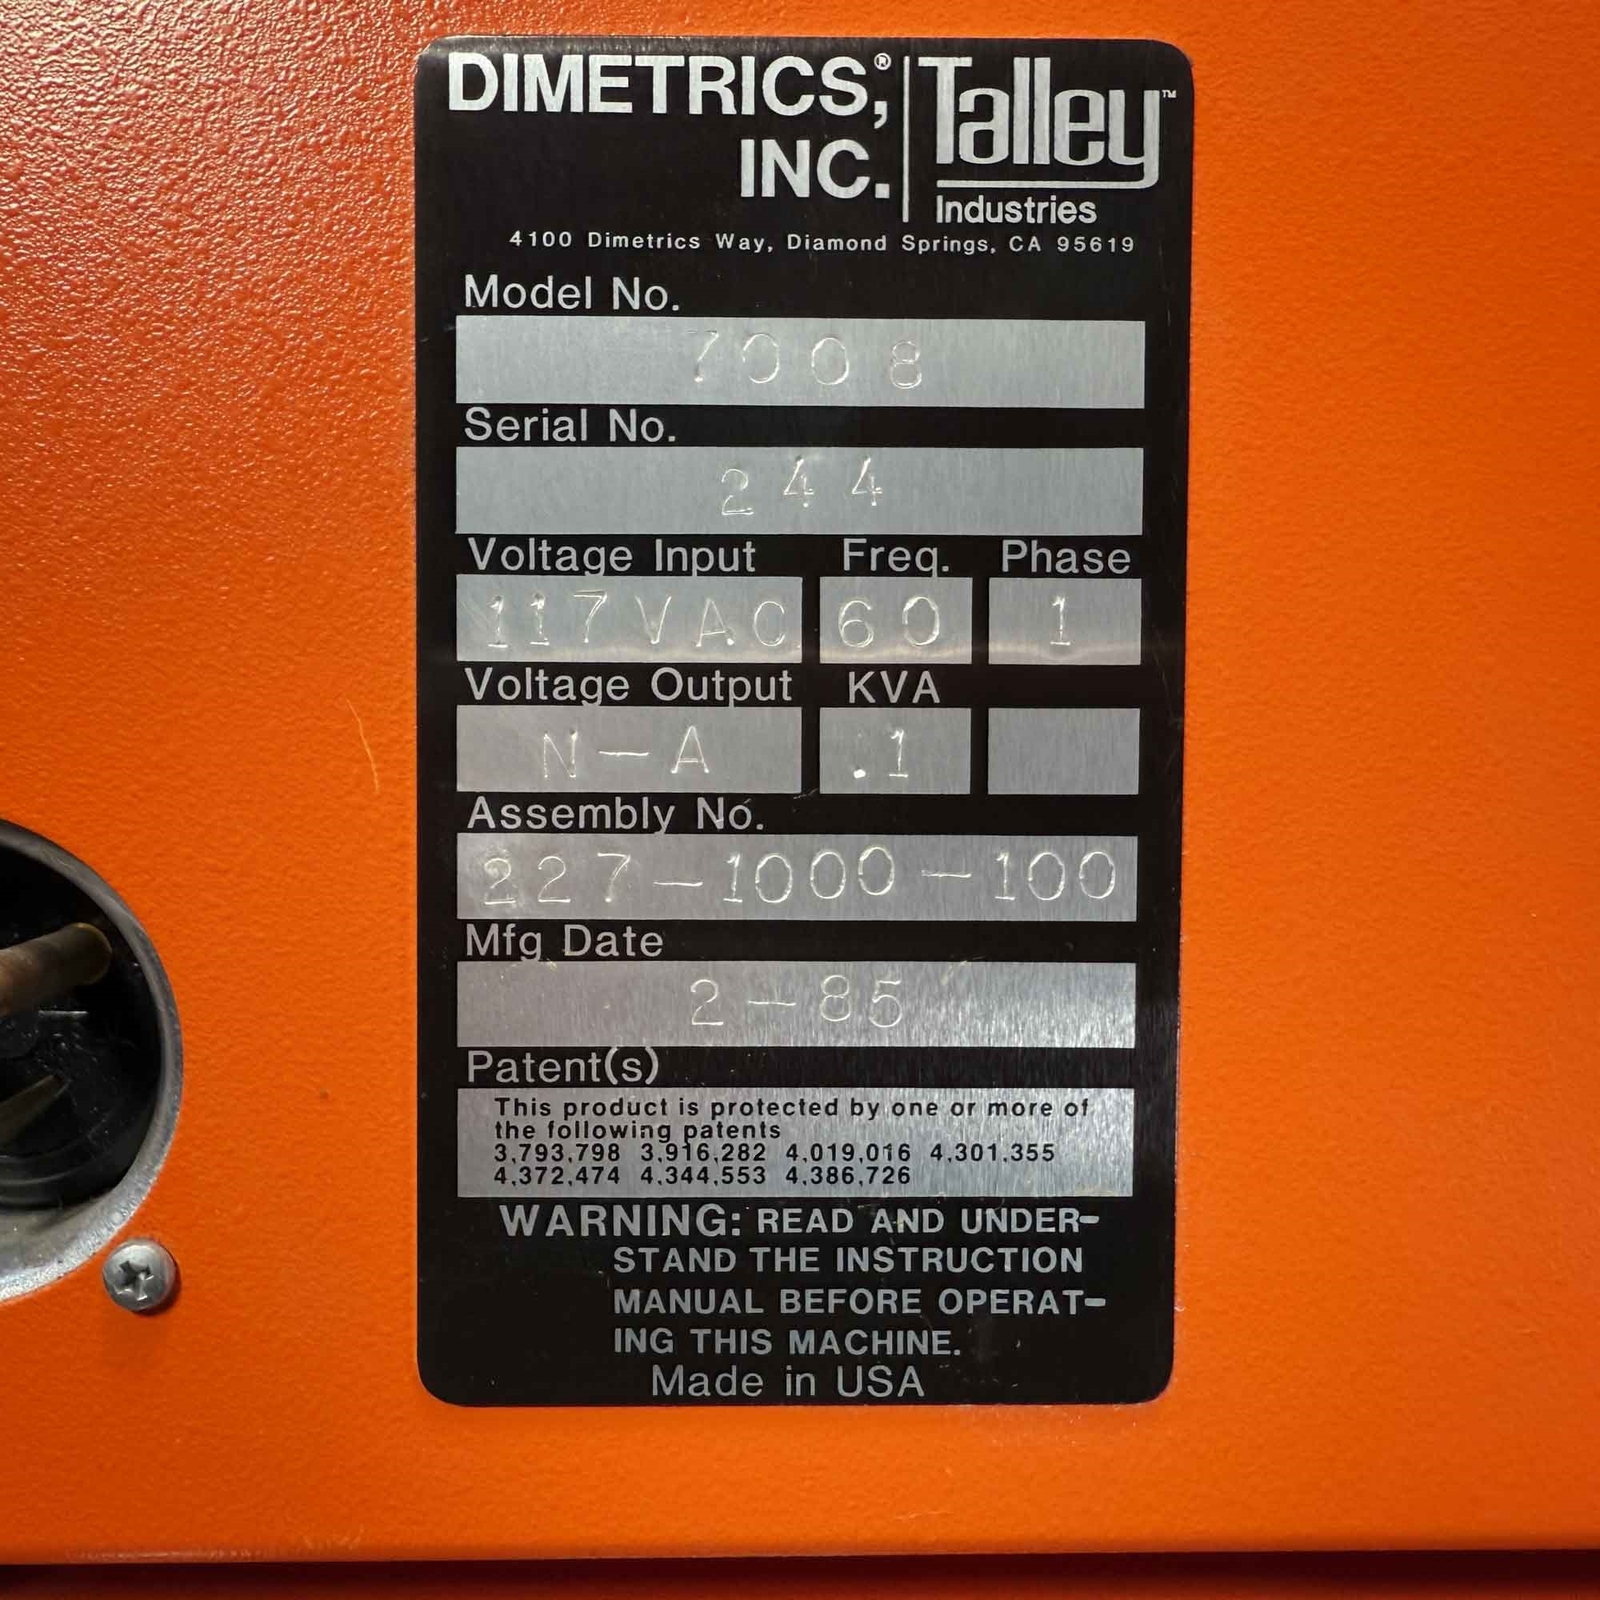 DIMETRICS,® INC.
Talley™ Industries
4100 Dimetrics Way, Diamond Springs, CA 95619
Model No.
7008
Serial No.
244
Voltage Input Freq. Phase
117VAC 60 1
Voltage Output KVA
N-A .1
Assembly No.
227-1000-100
Mfg Date
2-85
Patent(s)
This product is protected by one or more of
the following patents
3,793,798 3,916,282 4,019,016 4,301,355
4,372,474 4,344,553 4,386,726
WARNING: READ AND UNDER-
STAND THE INSTRUCTION
MANUAL BEFORE OPERAT-
ING THIS MACHINE.
Made in USA